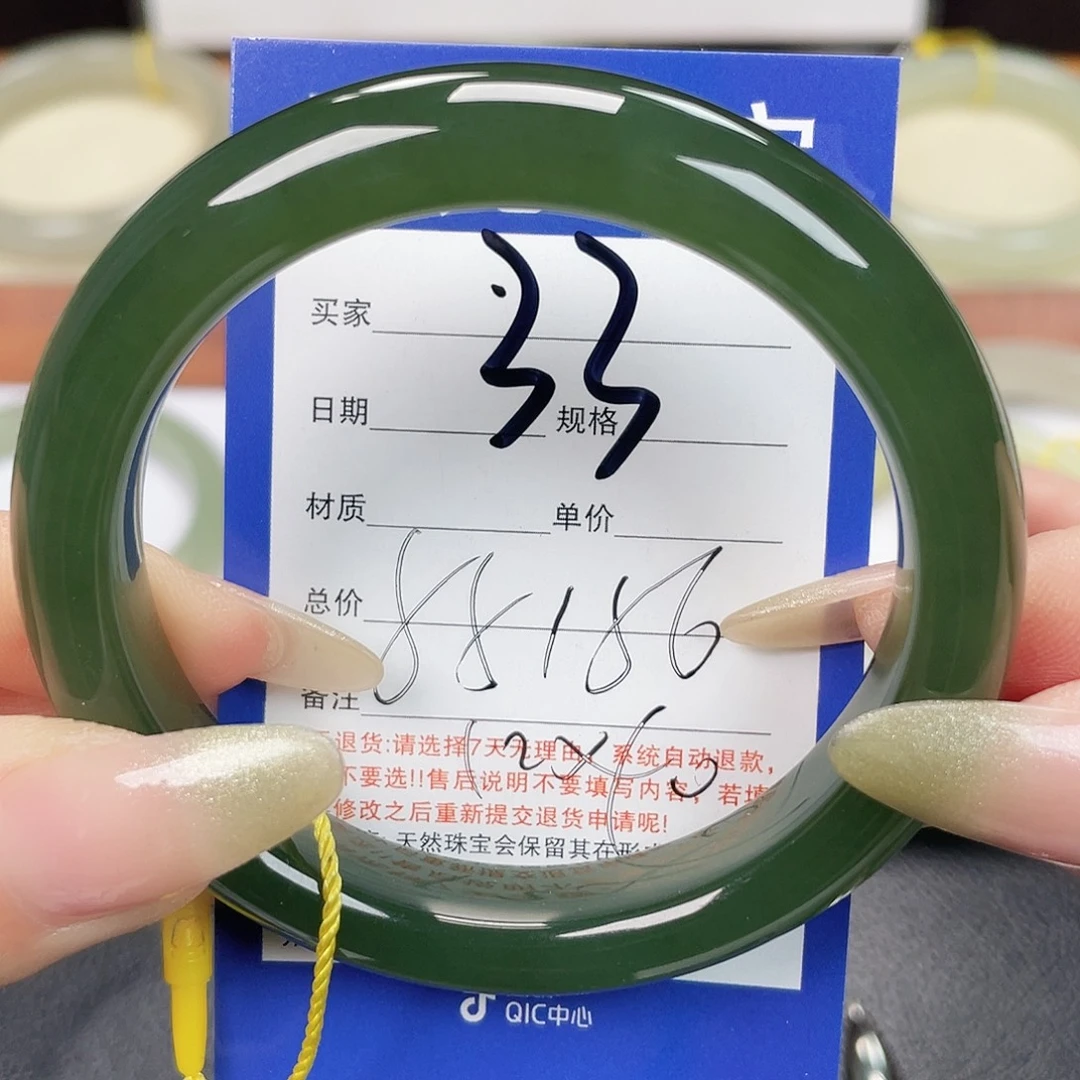 33
买家
日期 规格
材质 单价
总价 88186
备注
退货:请选择7天无理由,系统自动退款,
不要选!!售后说明不要填写内容,若填
修改之后重新提交退货申请呢!
天然珠宝会保留其在形
QIC中心